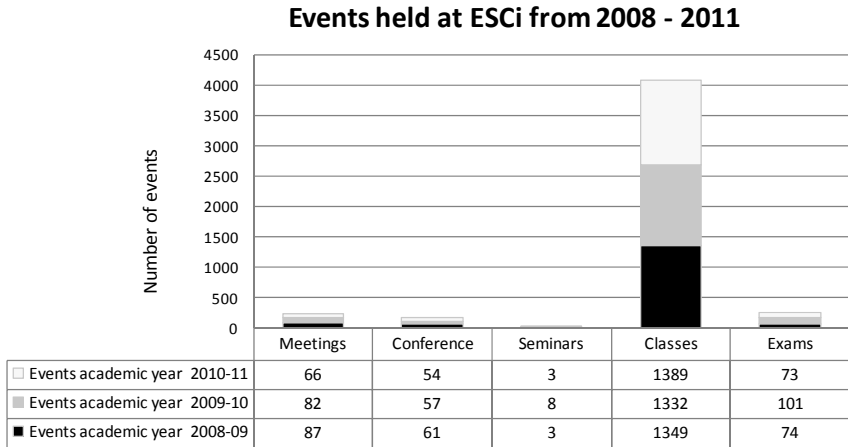 Events held at ESCi from 2008 - 2011
Number of events
4500
4000
3500
3000
2500
2000
1500
1000
500
0
Meetings Conference Seminars Classes Exams
Events academic year 2010-11 66 54 3 1389 73
Events academic year 2009-10 82 57 8 1332 101
Events academic year 2008-09 87 61 3 1349 74